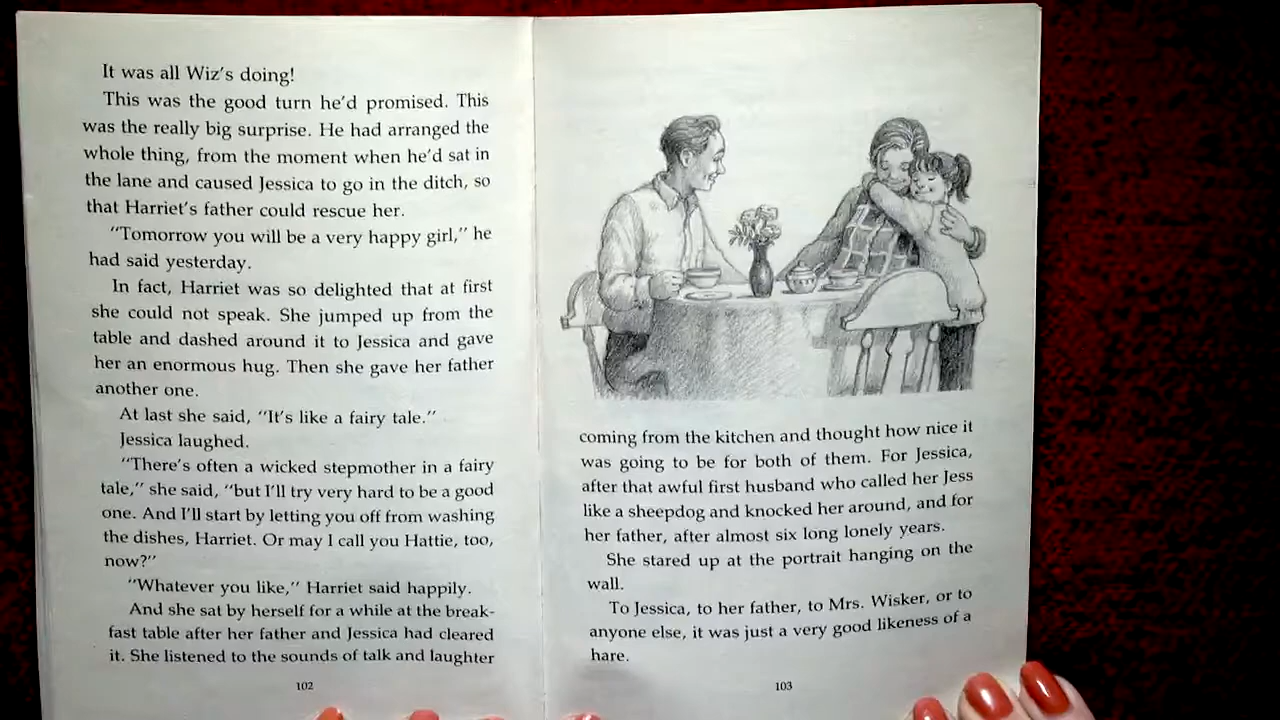 It was all Wiz's doing!
This was the good turn he'd promised. This
was the really big surprise. He had arranged the
whole thing, from the moment when he'd sat in
the lane and caused Jessica to go in the ditch, so
that Harriet's father could rescue her.
"Tomorrow you will be a very happy girl," he
had said yesterday.
In fact, Harriet was so delighted that at first
she could not speak. She jumped up from the
table and dashed around it to Jessica and gave
her an enormous hug. Then she gave her father
another one.
At last she said, "It's like a fairy tale."
Jessica laughed.
"There's often a wicked stepmother in a fairy
tale," she said, "but I'll try very hard to be a good
one. And I'll start by letting you off from washing
the dishes, Harriet. Or may I call you Hattie, too,
now?"
"Whatever you like," Harriet said happily.
And she sat by herself for a while at the break-
fast table after her father and Jessica had cleared
it. She listened to the sounds of talk and laughter
102
coming from the kitchen and thought how nice it
was going to be for both of them. For Jessica,
after that awful first husband who called her Jess
like a sheepdog and knocked her around, and for
her father, after almost six long lonely years.
She stared up at the portrait hanging on the
wall.
To Jessica, to her father, to Mrs. Wisker, or to
anyone else, it was just a very good likeness of a
hare.
103